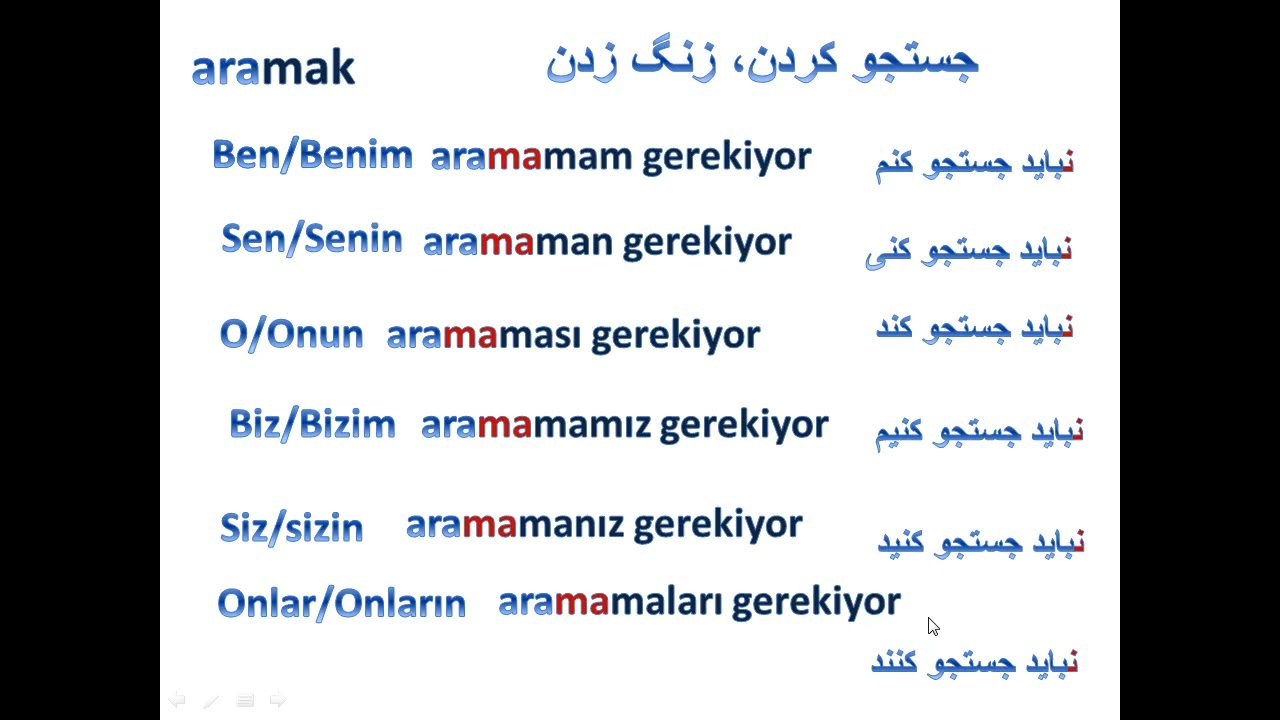 aramak جستجو کردن، زنگ زدن
Ben/Benim aramamam gerekiyor نباید جستجو کنم
Sen/Senin aramaman gerekiyor نباید جستجو کنی
O/Onun aramaması gerekiyor نباید جستجو کند
Biz/Bizim aramamamız gerekiyor نباید جستجو کنیم
Siz/sizin aramamanız gerekiyor نباید جستجو کنید
Onlar/Onların aramamaları gerekiyor
نباید جستجو کنند